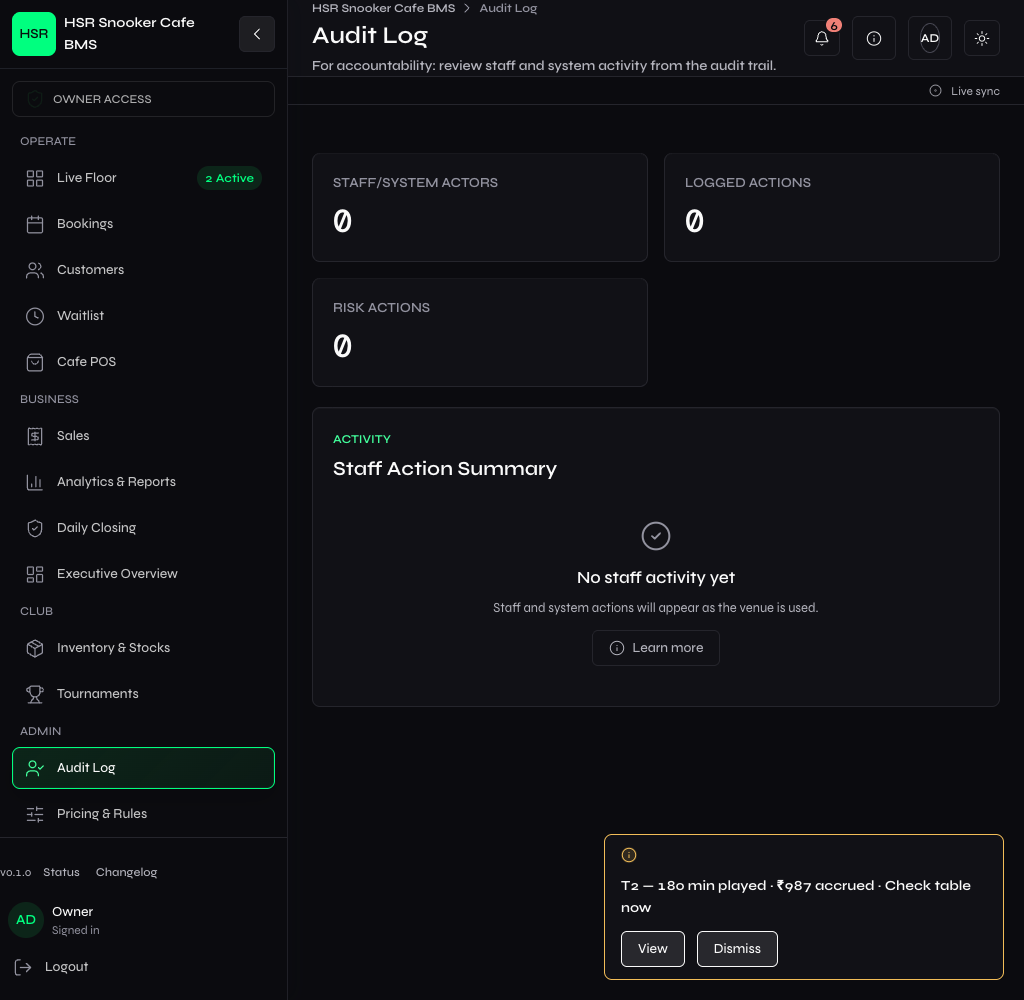 HSR
HSR Snooker Cafe
BMS
OWNER ACCESS
OPERATE
Live Floor
2 Active
Bookings
Customers
Waitlist
Cafe POS
BUSINESS
Sales
Analytics & Reports
Daily Closing
Executive Overview
CLUB
Inventory & Stocks
Tournaments
ADMIN
Audit Log
Pricing & Rules
v0.1.0 Status Changelog
AD
Owner
Signed in
Logout
HSR Snooker Cafe BMS > Audit Log
Audit Log
For accountability: review staff and system activity from the audit trail.
6
AD
Live sync
STAFF/SYSTEM ACTORS
0
LOGGED ACTIONS
0
RISK ACTIONS
0
ACTIVITY
Staff Action Summary
No staff activity yet
Staff and system actions will appear as the venue is used.
Learn more
T2 — 180 min played · ₹987 accrued · Check table
now
View
Dismiss